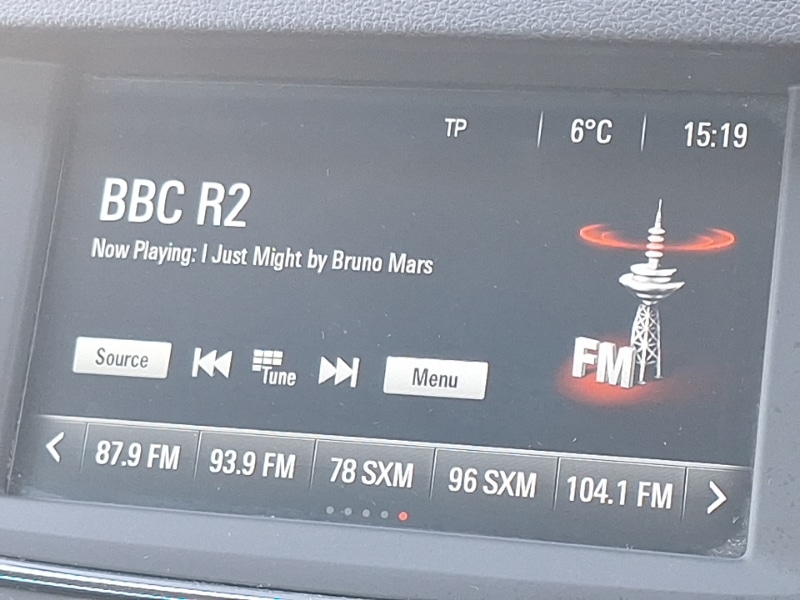 TP 6°C 15:19
BBC R2
Now Playing: I Just Might by Bruno Mars
FM
Source Tune Menu
87.9 FM 93.9 FM 78 SXM 96 SXM 104.1 FM